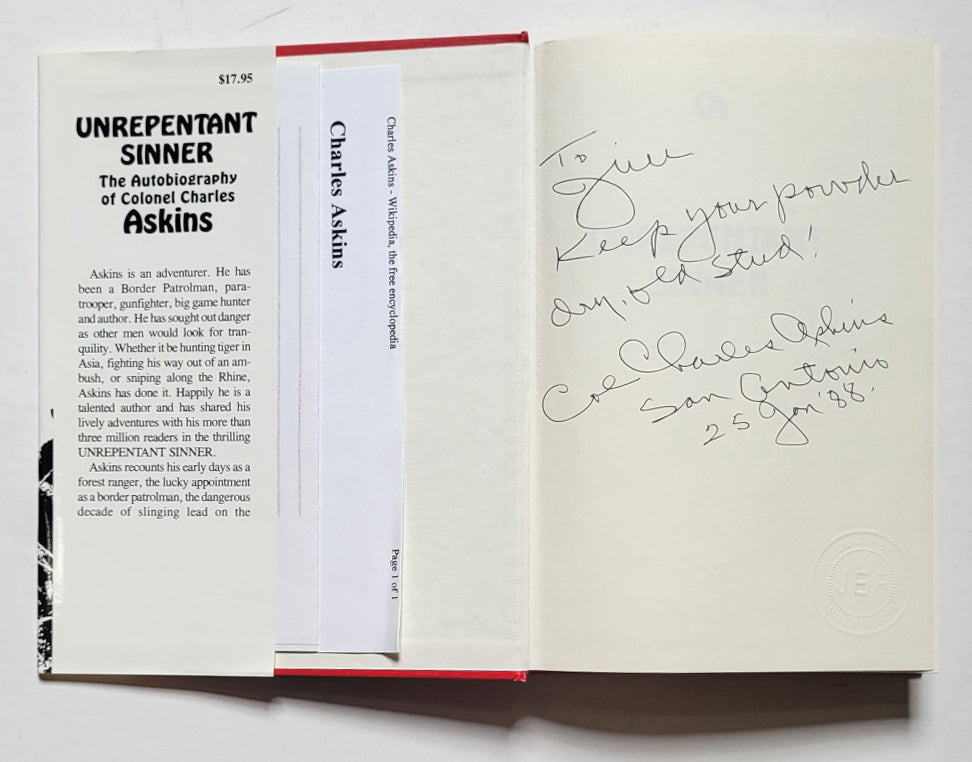 $17.95
UNREPENTANT
SINNER
The Autobiography
of Colonel Charles
Askins
Askins is an adventurer. He has
been a Border Patrolman, para-
trooper, gunfighter, big game hunter
and author. He has sought out danger
as other men would look for tran-
quility. Whether it be hunting tiger in
Asia, fighting his way out of an am-
bush, or sniping along the Rhine,
Askins has done it. Happily he is a
talented author and has shared his
lively adventures with his more than
three million readers in the thrilling
UNREPENTANT SINNER.
Askins recounts his early days as a
forest ranger, the lucky appointment
as a border patrolman, the dangerous
decade of slinging lead on the
Charles Askins - Wikipedia, the free encyclopedia
Page 1 of 1
Charles Askins
To
Keep your powder
dry, old stud!
Col Charles Askins
San Antonio
25 Jan '88.
LIBRARY OF
JEF